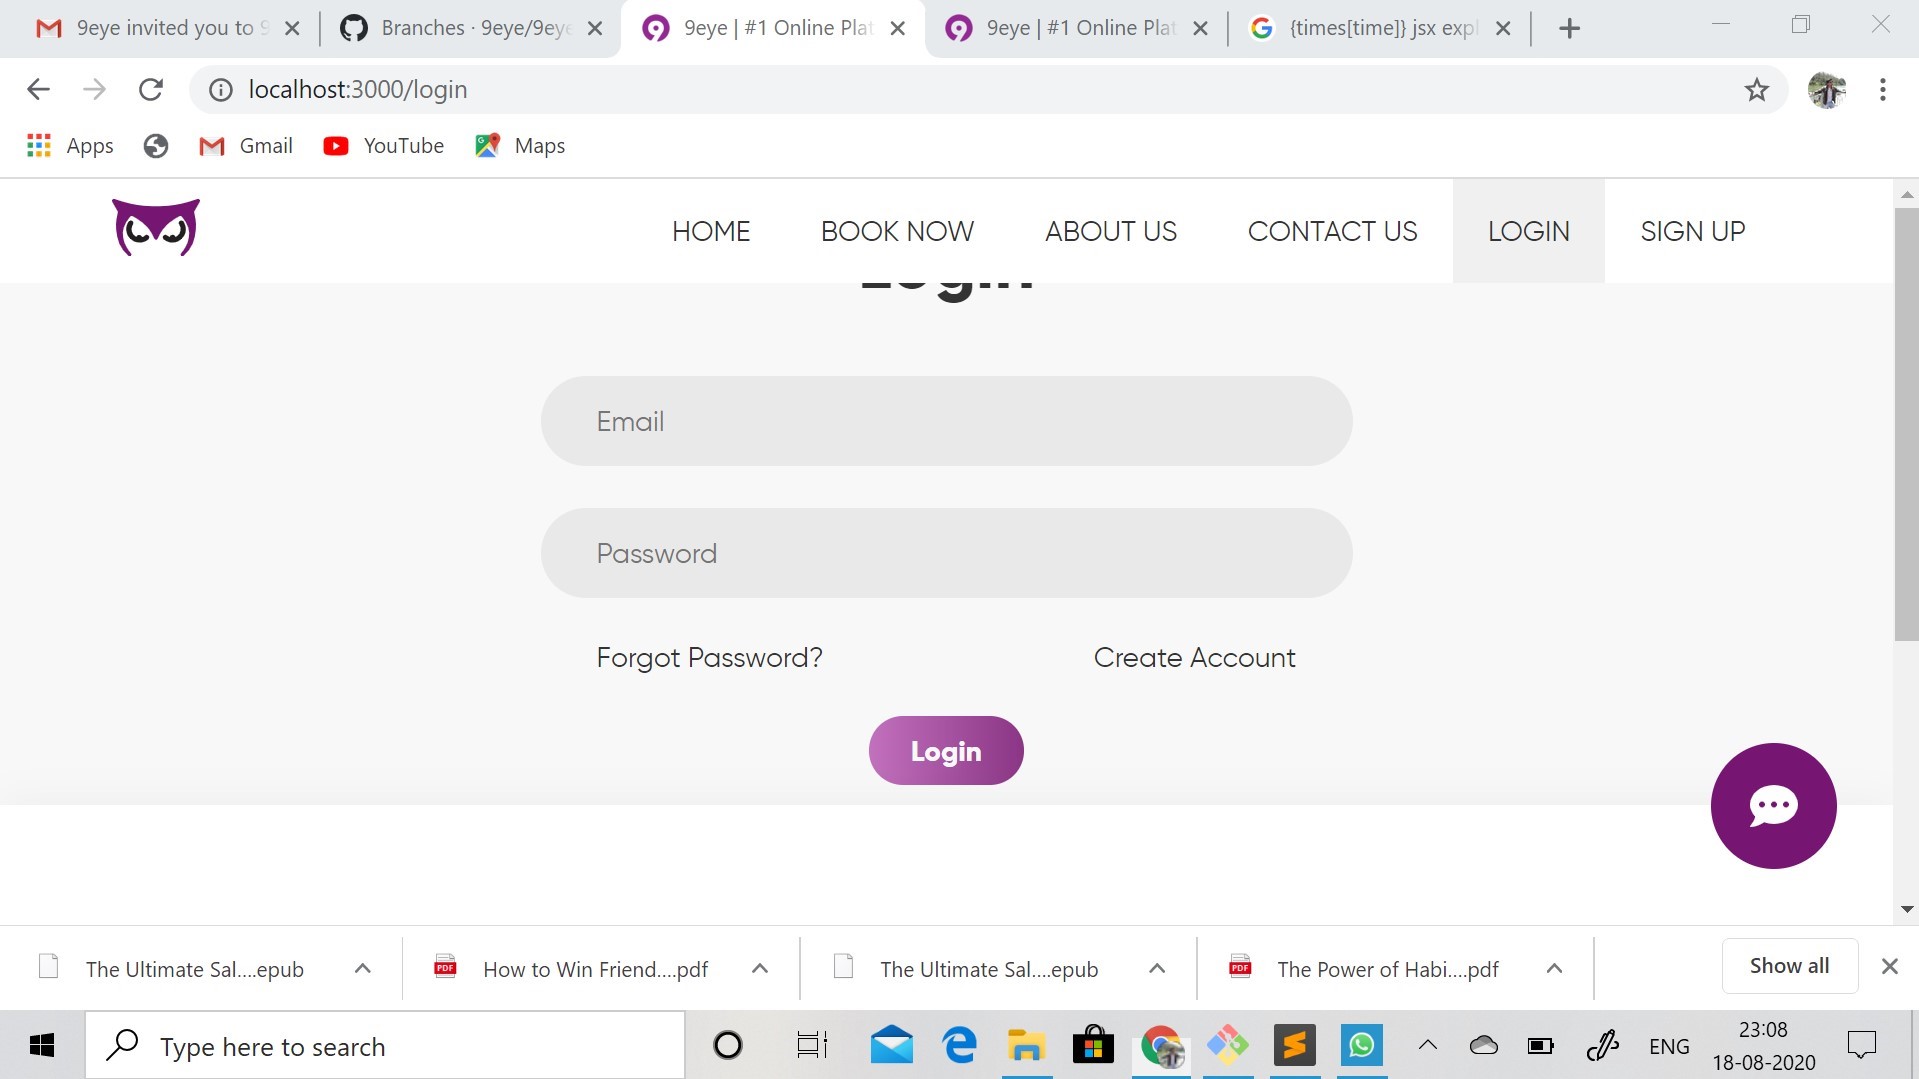 9eye invited you to 9
Branches · 9eye/9eye
9eye | #1 Online Plat
9eye | #1 Online Plat
{times[time]} jsx expl
localhost:3000/login
Apps
Gmail
YouTube
Maps
HOME
BOOK NOW
ABOUT US
CONTACT US
LOGIN
SIGN UP
Login
Email
Password
Forgot Password?
Create Account
Login
The Ultimate Sal....epub
PDF
How to Win Friend....pdf
The Ultimate Sal....epub
PDF
The Power of Habi....pdf
Show all
Type here to search
ENG
23:08
18-08-2020